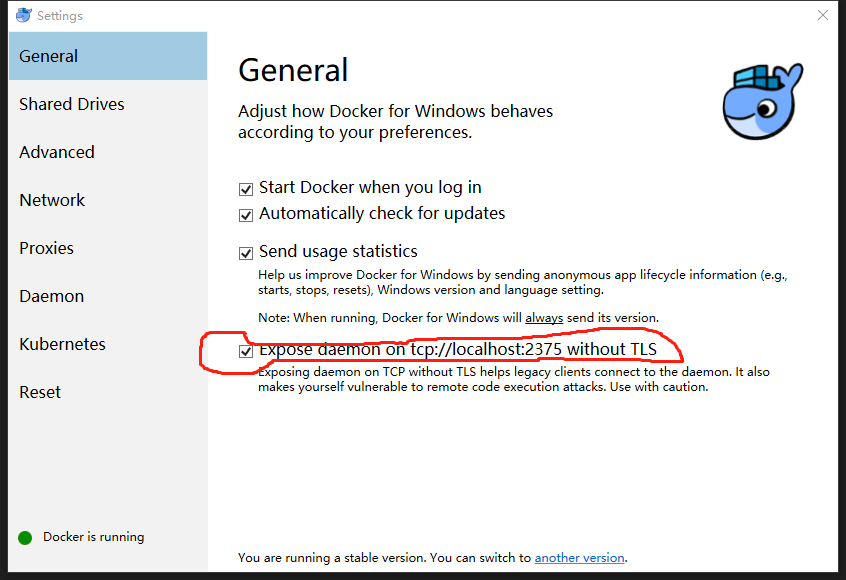 Settings
General
Shared Drives
Advanced
Network
Proxies
Daemon
Kubernetes
Reset
Docker is running
General
Adjust how Docker for Windows behaves
according to your preferences.
Start Docker when you log in
Automatically check for updates
Send usage statistics
Help us improve Docker for Windows by sending anonymous app lifecycle information (e.g.,
starts, stops, resets), Windows version and language setting.
Note: When running, Docker for Windows will always send its version.
Expose daemon on tcp://localhost:2375 without TLS
Exposing daemon on TCP without TLS helps legacy clients connect to the daemon. It also
makes yourself vulnerable to remote code execution attacks. Use with caution.
You are running a stable version. You can switch to another version.